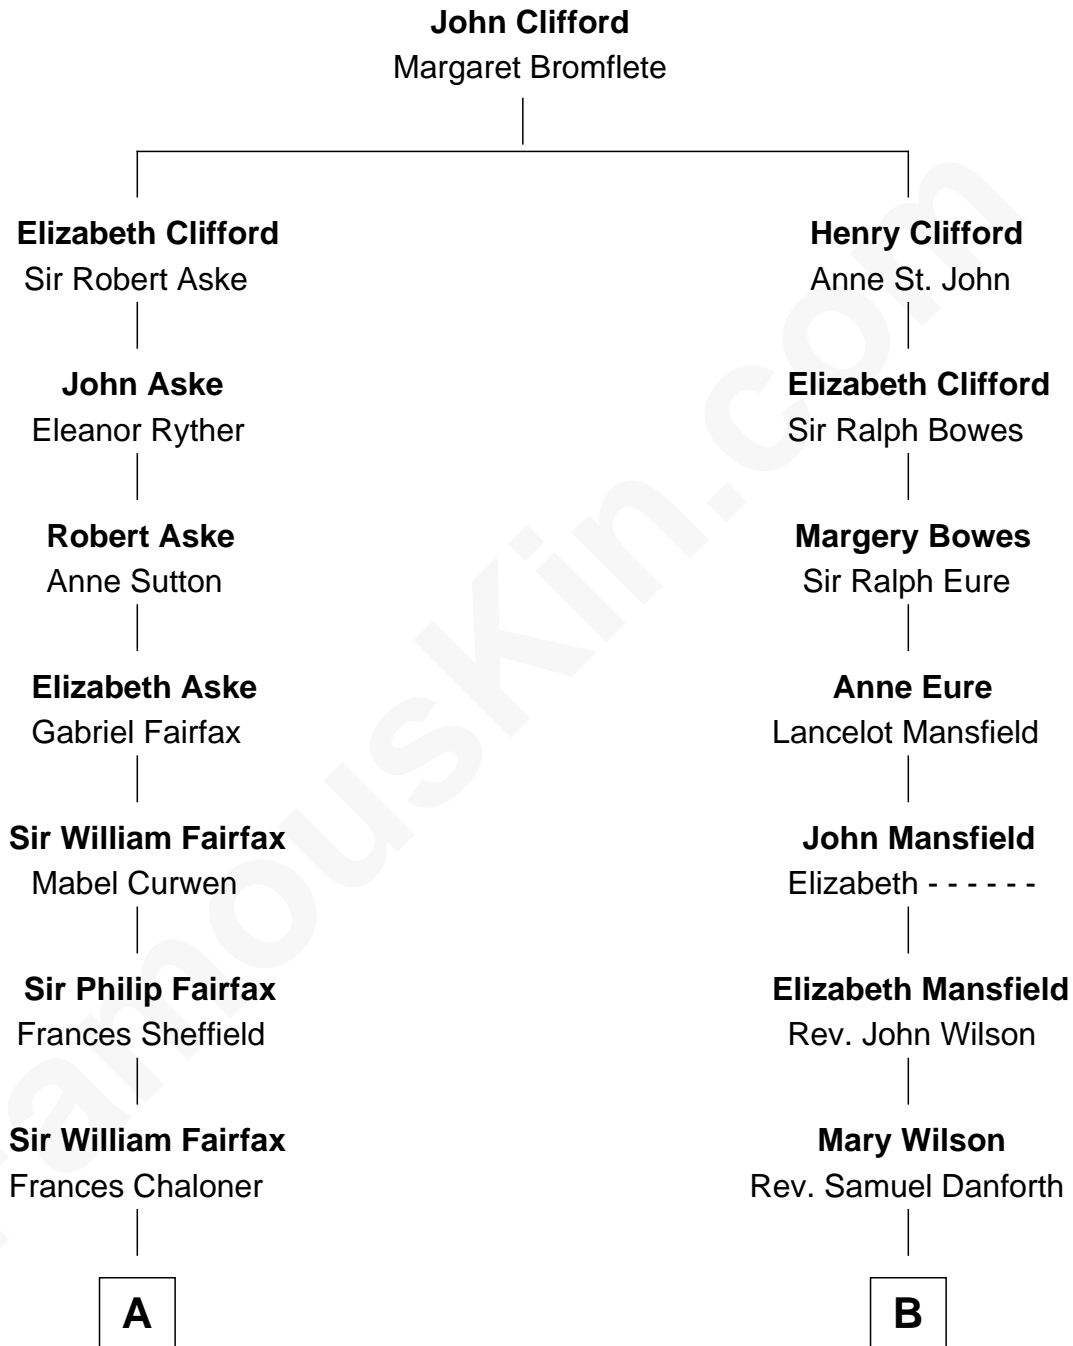 John Clifford
Margaret Bromflete
Elizabeth Clifford
Sir Robert Aske
Henry Clifford
Anne St. John
John Aske
Eleanor Ryther
Elizabeth Clifford
Sir Ralph Bowes
Robert Aske
Anne Sutton
Margery Bowes
Sir Ralph Eure
Elizabeth Aske
Gabriel Fairfax
Anne Eure
Lancelot Mansfield
Sir William Fairfax
Mabel Curwen
John Mansfield
Elizabeth - - - - - -
Sir Philip Fairfax
Frances Sheffield
Elizabeth Mansfield
Rev. John Wilson
Sir William Fairfax
Frances Chaloner
Mary Wilson
Rev. Samuel Danforth
A
B
FamousKin.com